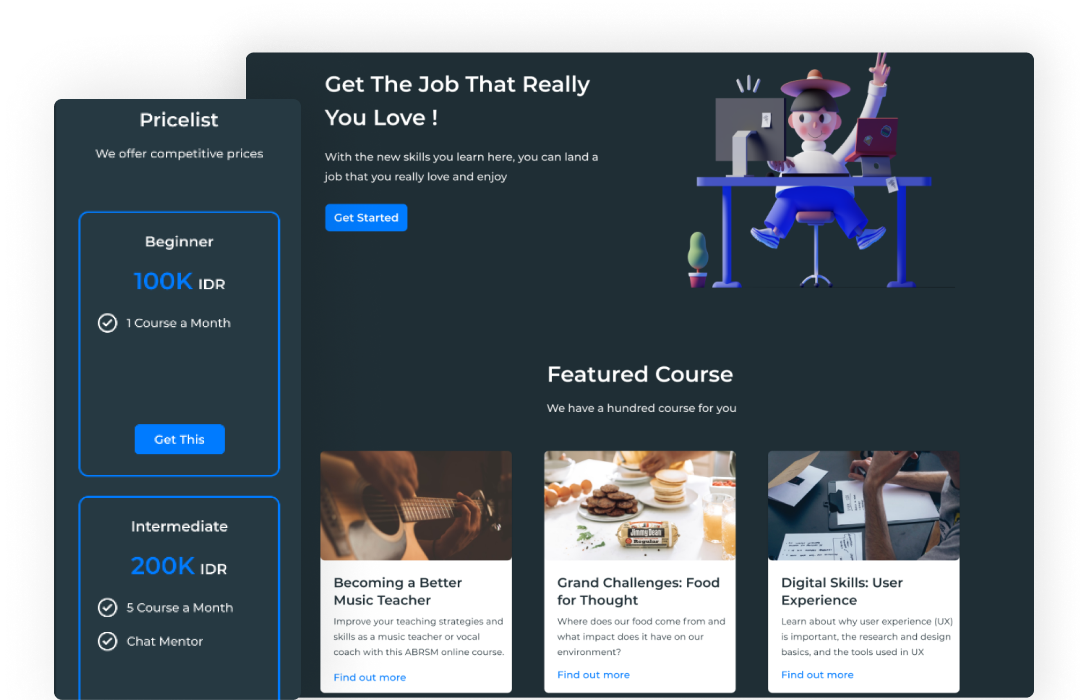 Pricelist
We offer competitive prices
Beginner
100K IDR
1 Course a Month
Get This
Intermediate
200K IDR
5 Course a Month
Chat Mentor
Get The Job That Really
You Love !
With the new skills you learn here, you can land a
job that you really love and enjoy
Get Started
Featured Course
We have a hundred course for you
Becoming a Better
Music Teacher
Improve your teaching strategies and
skills as a music teacher or vocal
coach with this ABRSM online course.
Find out more
Jimmy Dean
Regular
Grand Challenges: Food
for Thought
Where does our food come from and
what impact does it have on our
environment?
Find out more
Digital Skills: User
Experience
Learn about why user experience (UX)
is important, the research and design
basics, and the tools used in UX
Find out more